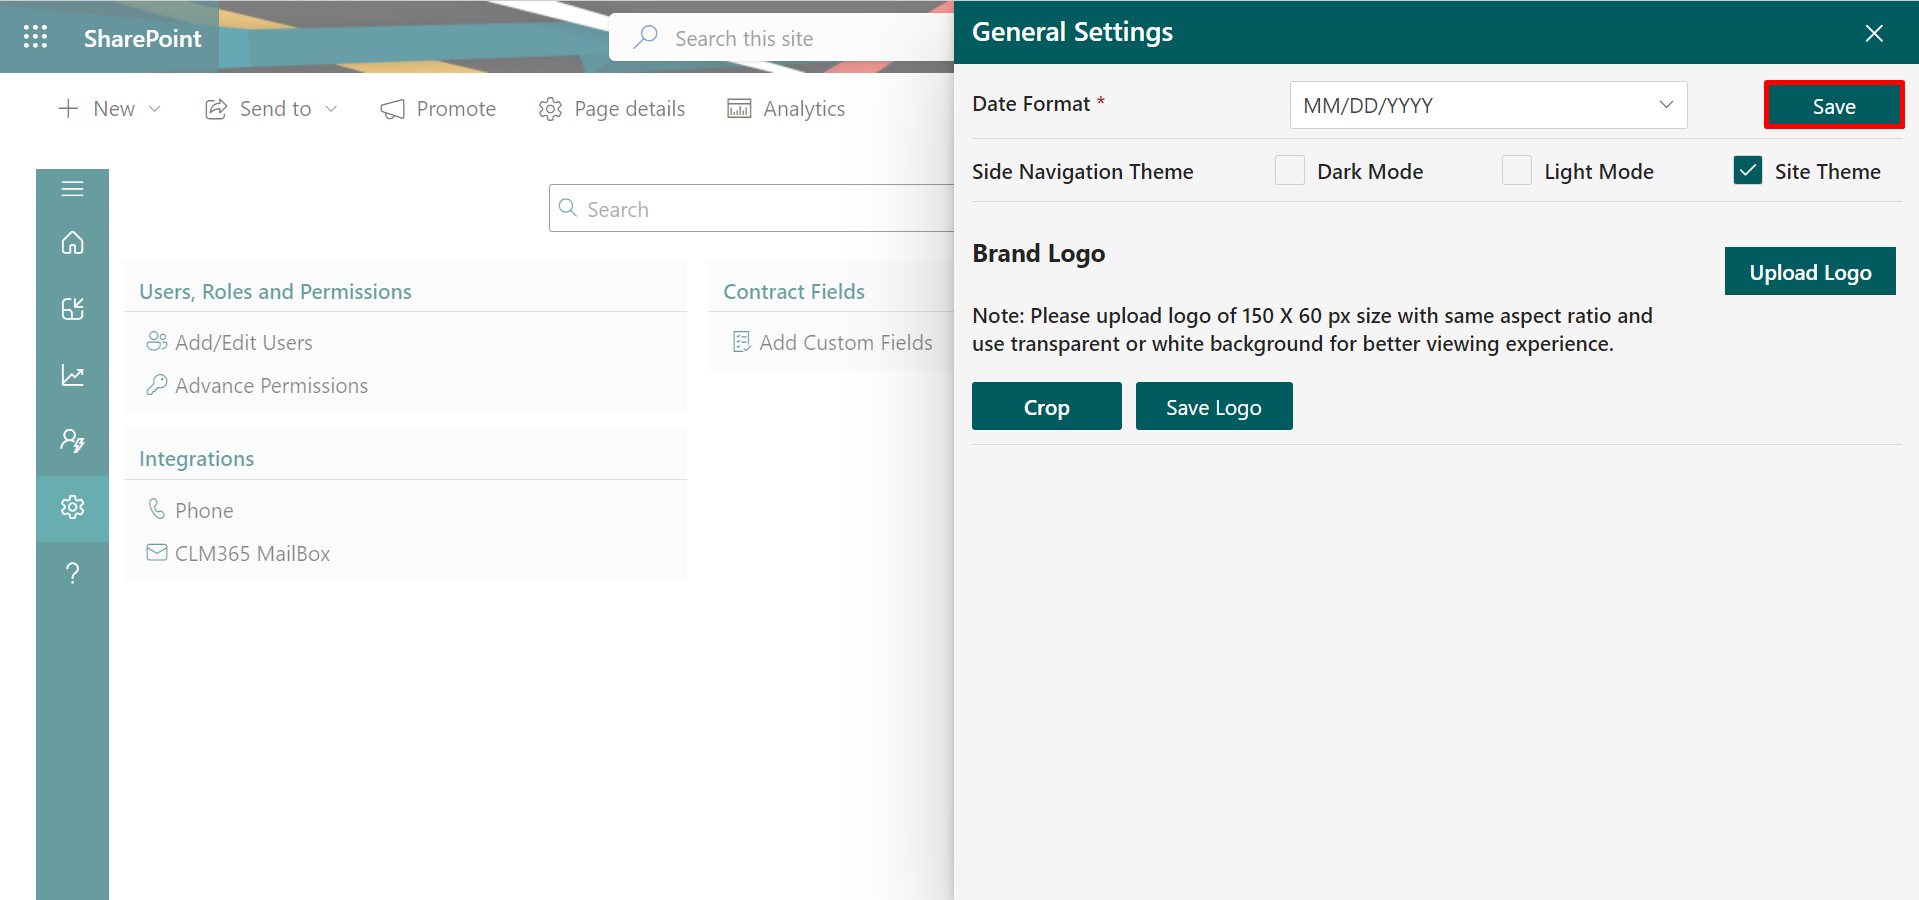 SharePoint
Search this site
New
Send to
Promote
Page details
Analytics
Search
Users, Roles and Permissions
Add/Edit Users
Advance Permissions
Contract Fields
Add Custom Fields
Integrations
Phone
CLM365 MailBox
General Settings
Date Format *
MM/DD/YYYY
Save
Side Navigation Theme
Dark Mode
Light Mode
Site Theme
Brand Logo
Upload Logo
Note: Please upload logo of 150 X 60 px size with same aspect ratio and
use transparent or white background for better viewing experience.
Crop
Save Logo